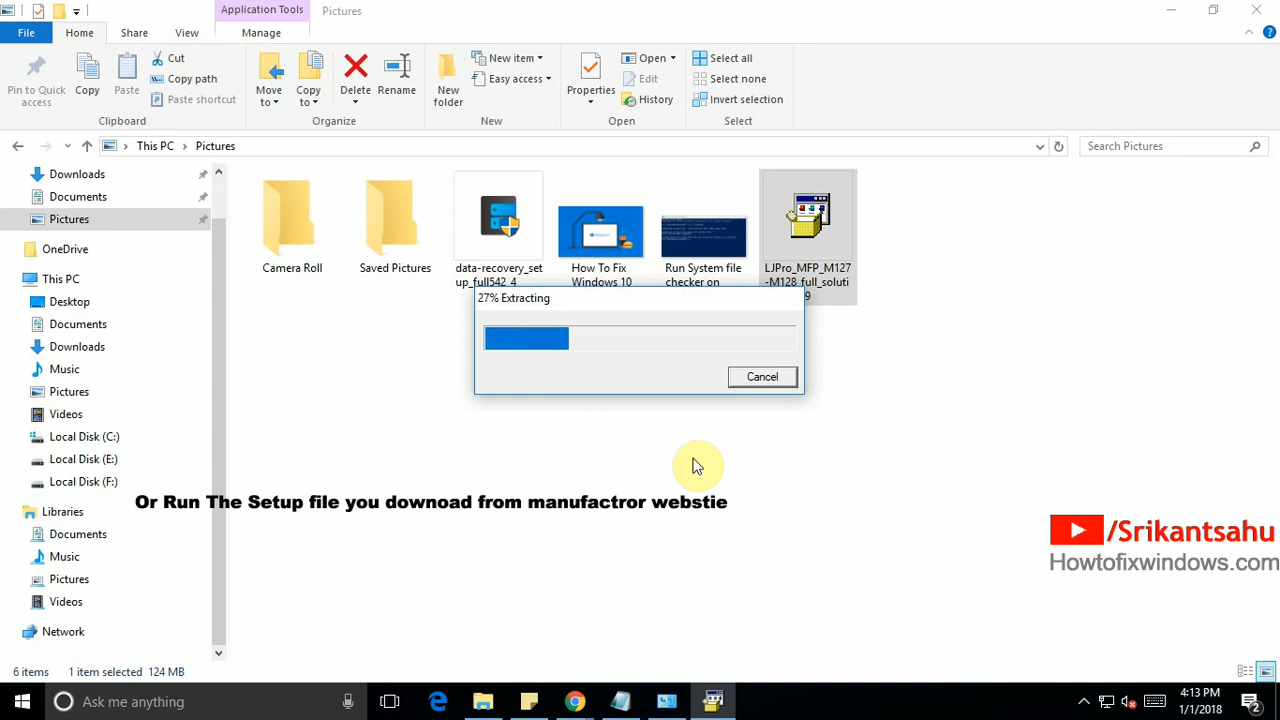 Application Tools
Pictures
File
Home
Share
View
Manage
Pin to Quick
access
Copy
Paste
Cut
Copy path
Paste shortcut
Clipboard
Move
to
Copy
to
Delete
Rename
Organize
New
folder
New item
Easy access
New
Properties
Open
Edit
History
Open
Select all
Select none
Invert selection
Select
This PC
Pictures
Search Pictures
Downloads
Documents
Pictures
OneDrive
This PC
Desktop
Documents
Downloads
Music
Pictures
Videos
Local Disk (C:)
Local Disk (E:)
Local Disk (F:)
Libraries
Documents
Music
Pictures
Videos
Network
Camera Roll
Saved Pictures
data-recovery_set
up_full542_4
How To Fix
Windows 10
Run System file
checker on
LJPro_MFP_M127
-M128_full_soluti
9
27% Extracting
Cancel
Or Run The Setup file you downoad from manufactror webstie
/Srikantsahu
Howtofixwindows.com
6 items
1 item selected 124 MB
Ask me anything
4:13 PM
1/1/2018
2